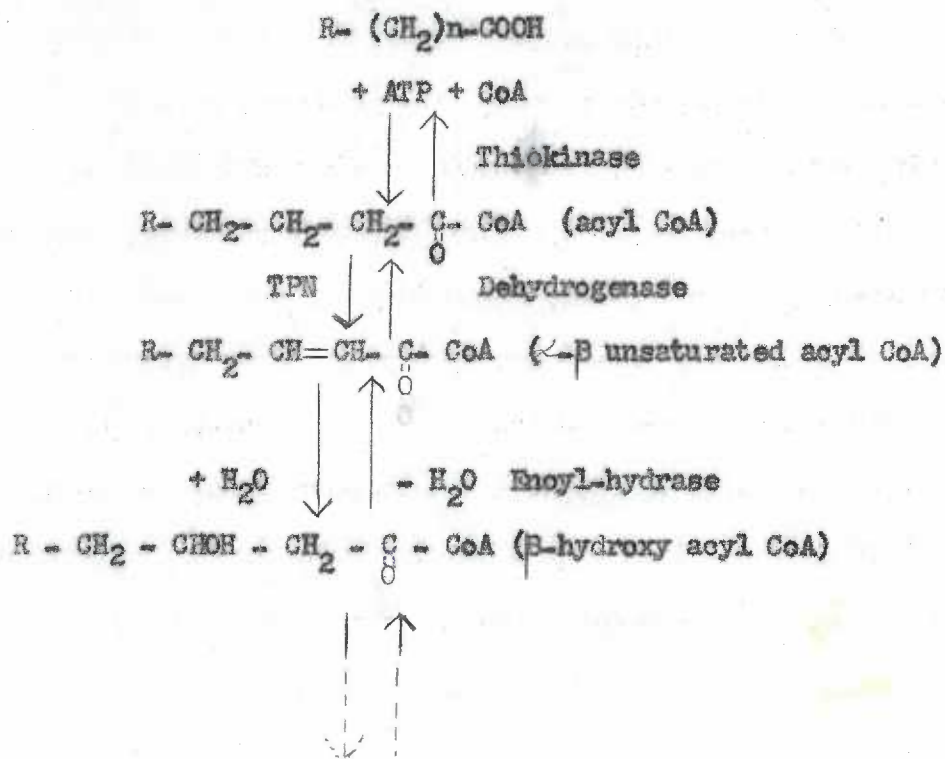 R- (CH2)n-COOH
+ ATP + CoA
Thiokinase
R- CH2- CH2- CH2- C- CoA (acyl CoA)
O
TPN Dehydrogenase
R- CH2- CH=CH- C- CoA (∝-β unsaturated acyl CoA)
O
+ H2O - H2O Enoyl-hydrase
R - CH2 - CHOH - CH2 - C - CoA (β-hydroxy acyl CoA)
O